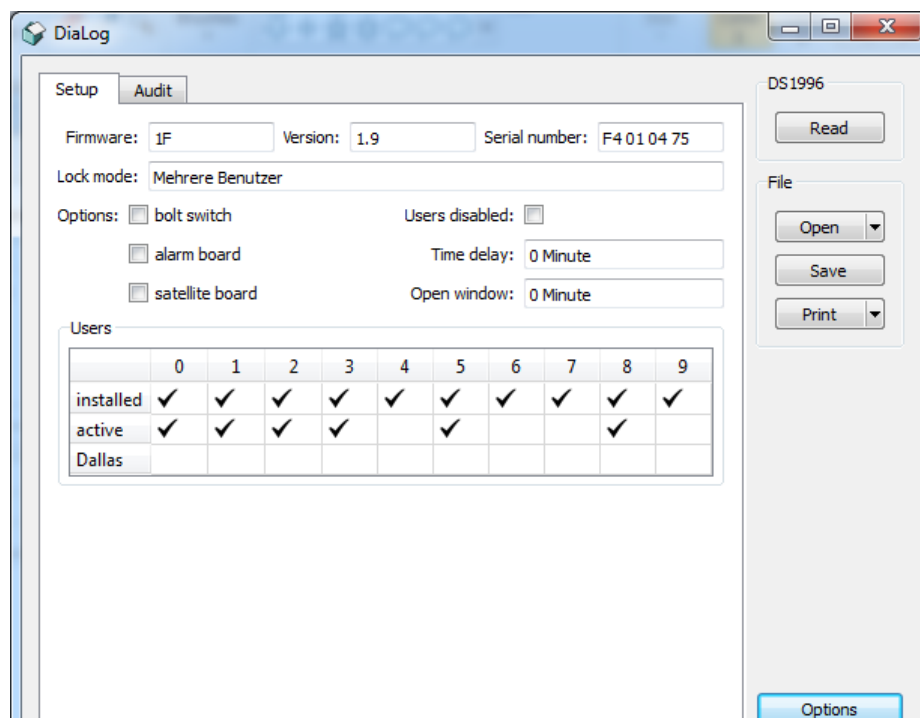 DiaLog
Setup Audit
DS1996
Read
Firmware: 1F Version: 1.9 Serial number: F4 01 04 75
Lock mode: Mehrere Benutzer
File
Options: bolt switch Users disabled:
Open
alarm board Time delay: 0 Minute
Save
satellite board Open window: 0 Minute
Print
Users
0 1 2 3 4 5 6 7 8 9
installed ✓ ✓ ✓ ✓ ✓ ✓ ✓ ✓ ✓ ✓
active ✓ ✓ ✓ ✓ ✓ ✓
Dallas
Options